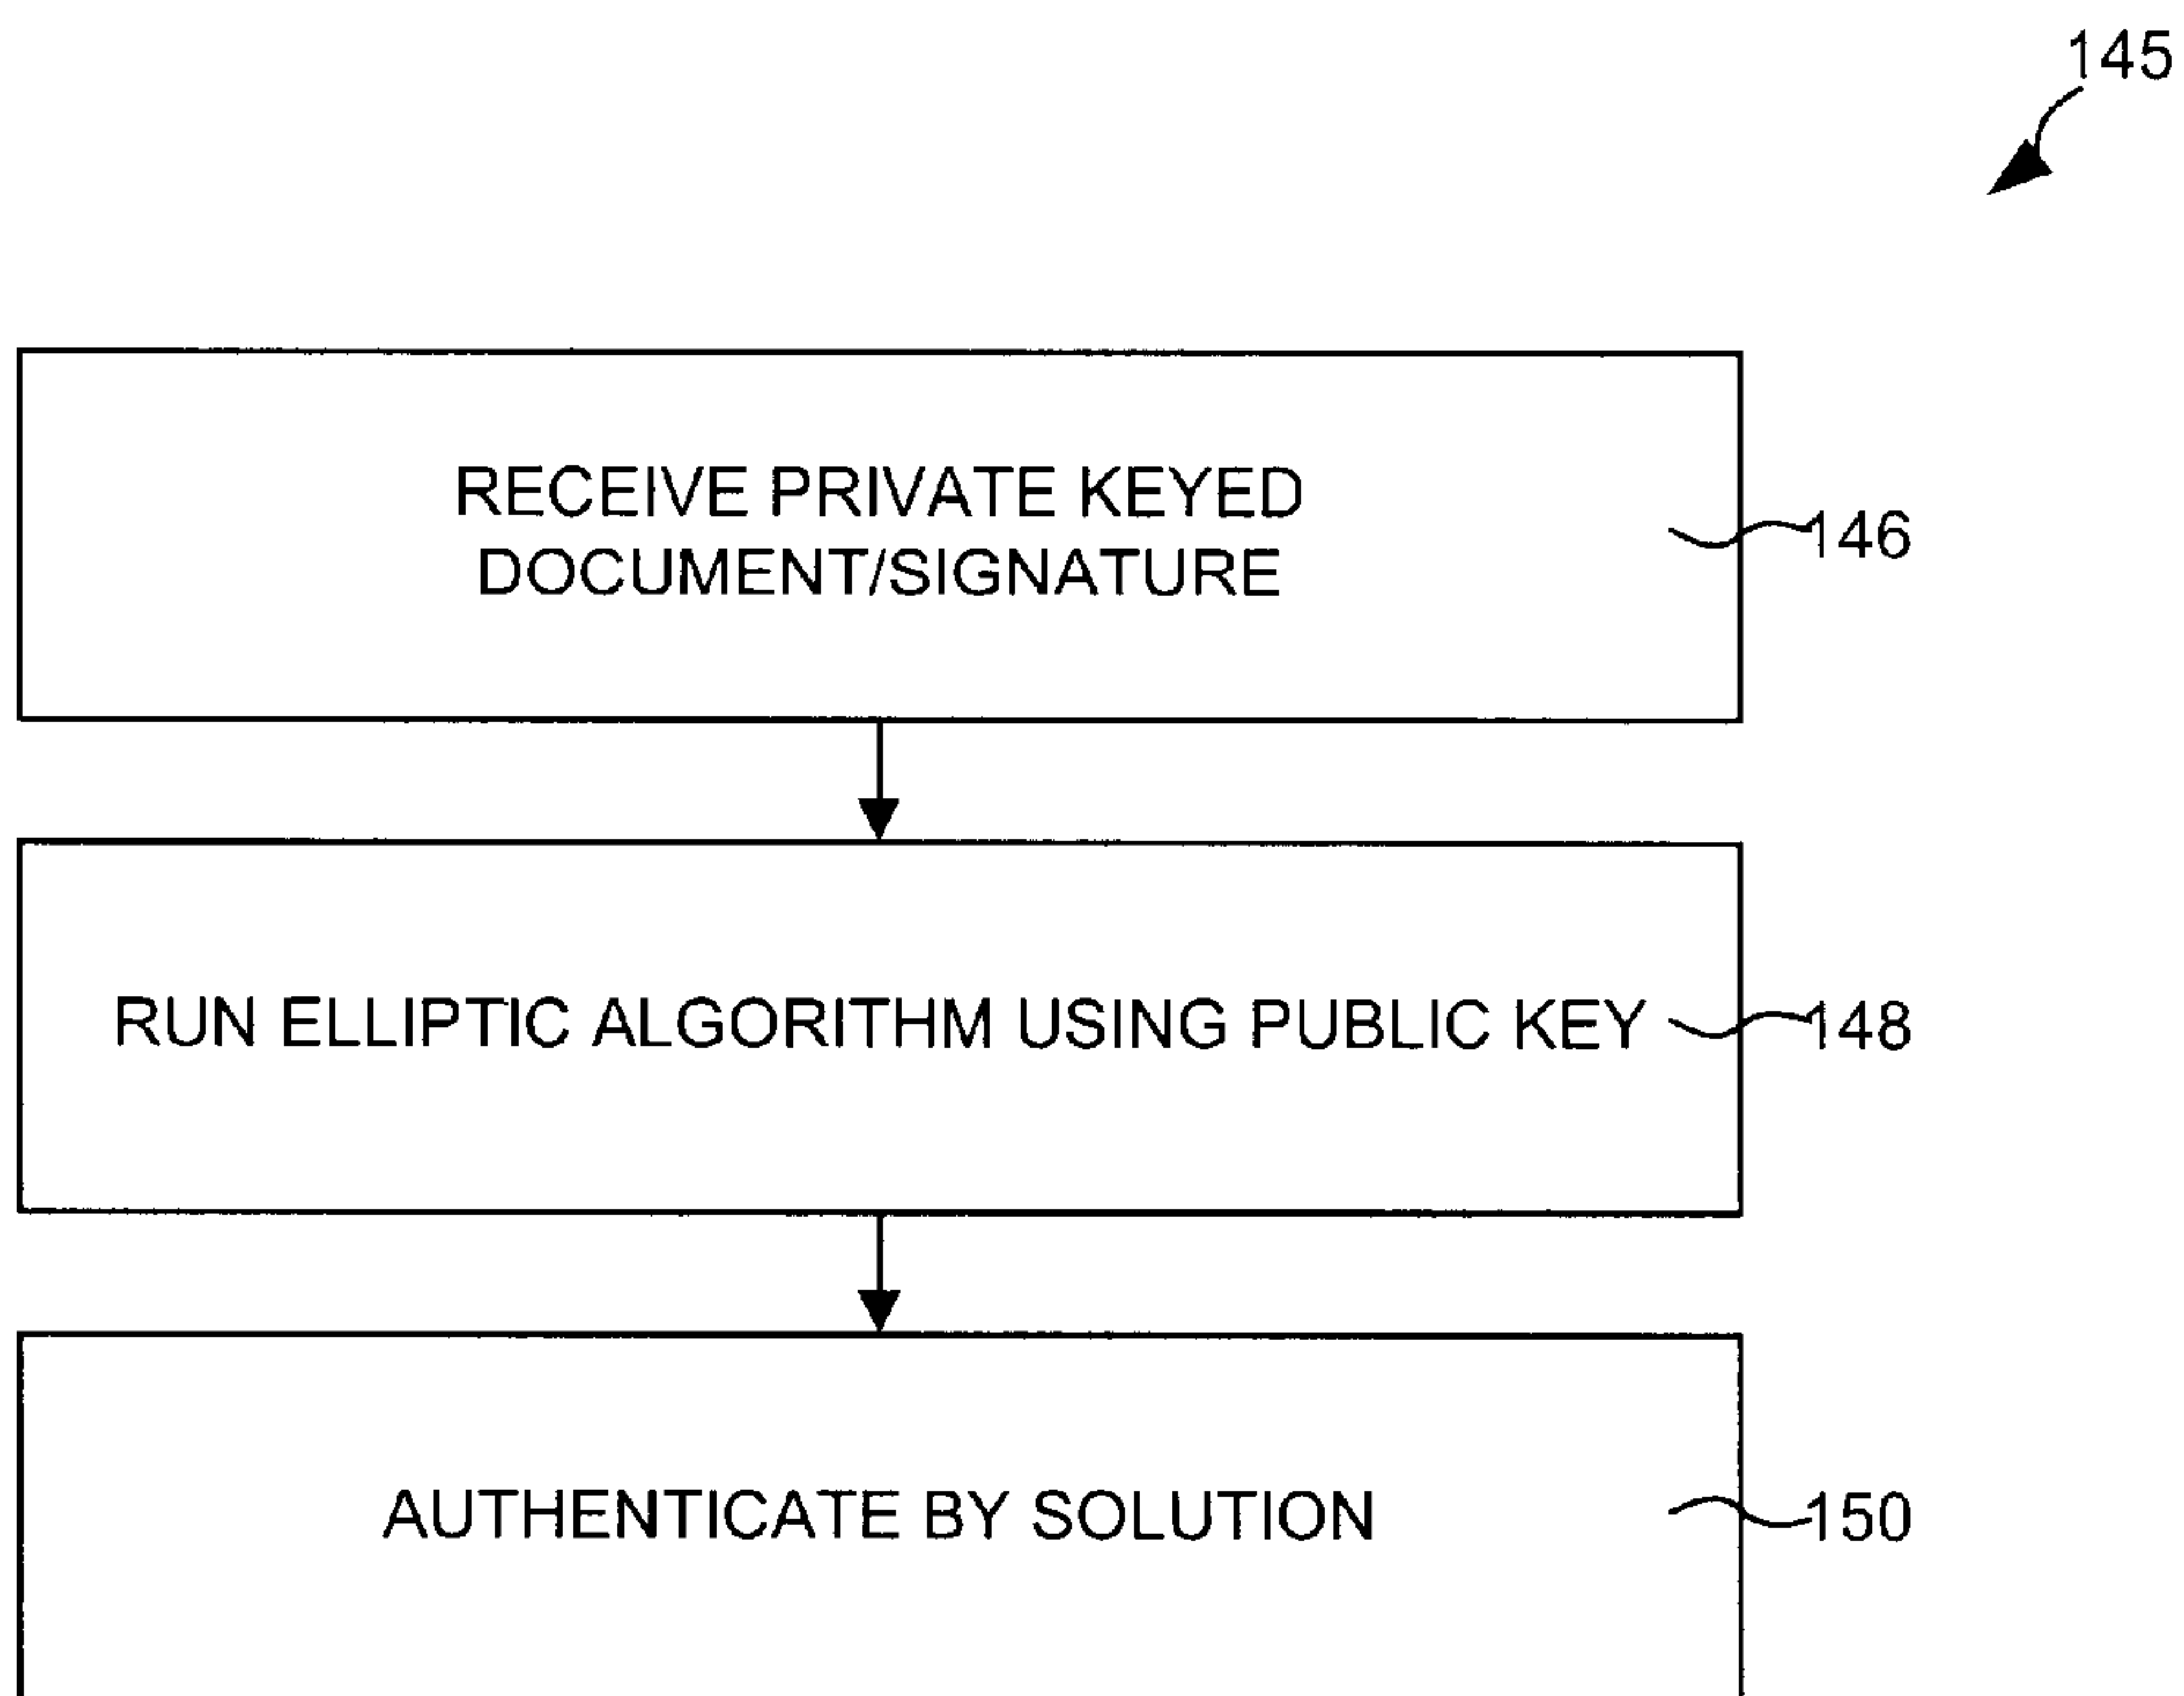 145
RECEIVE PRIVATE KEYED
DOCUMENT/SIGNATURE
146
RUN ELLIPTIC ALGORITHM USING PUBLIC KEY
148
AUTHENTICATE BY SOLUTION
150